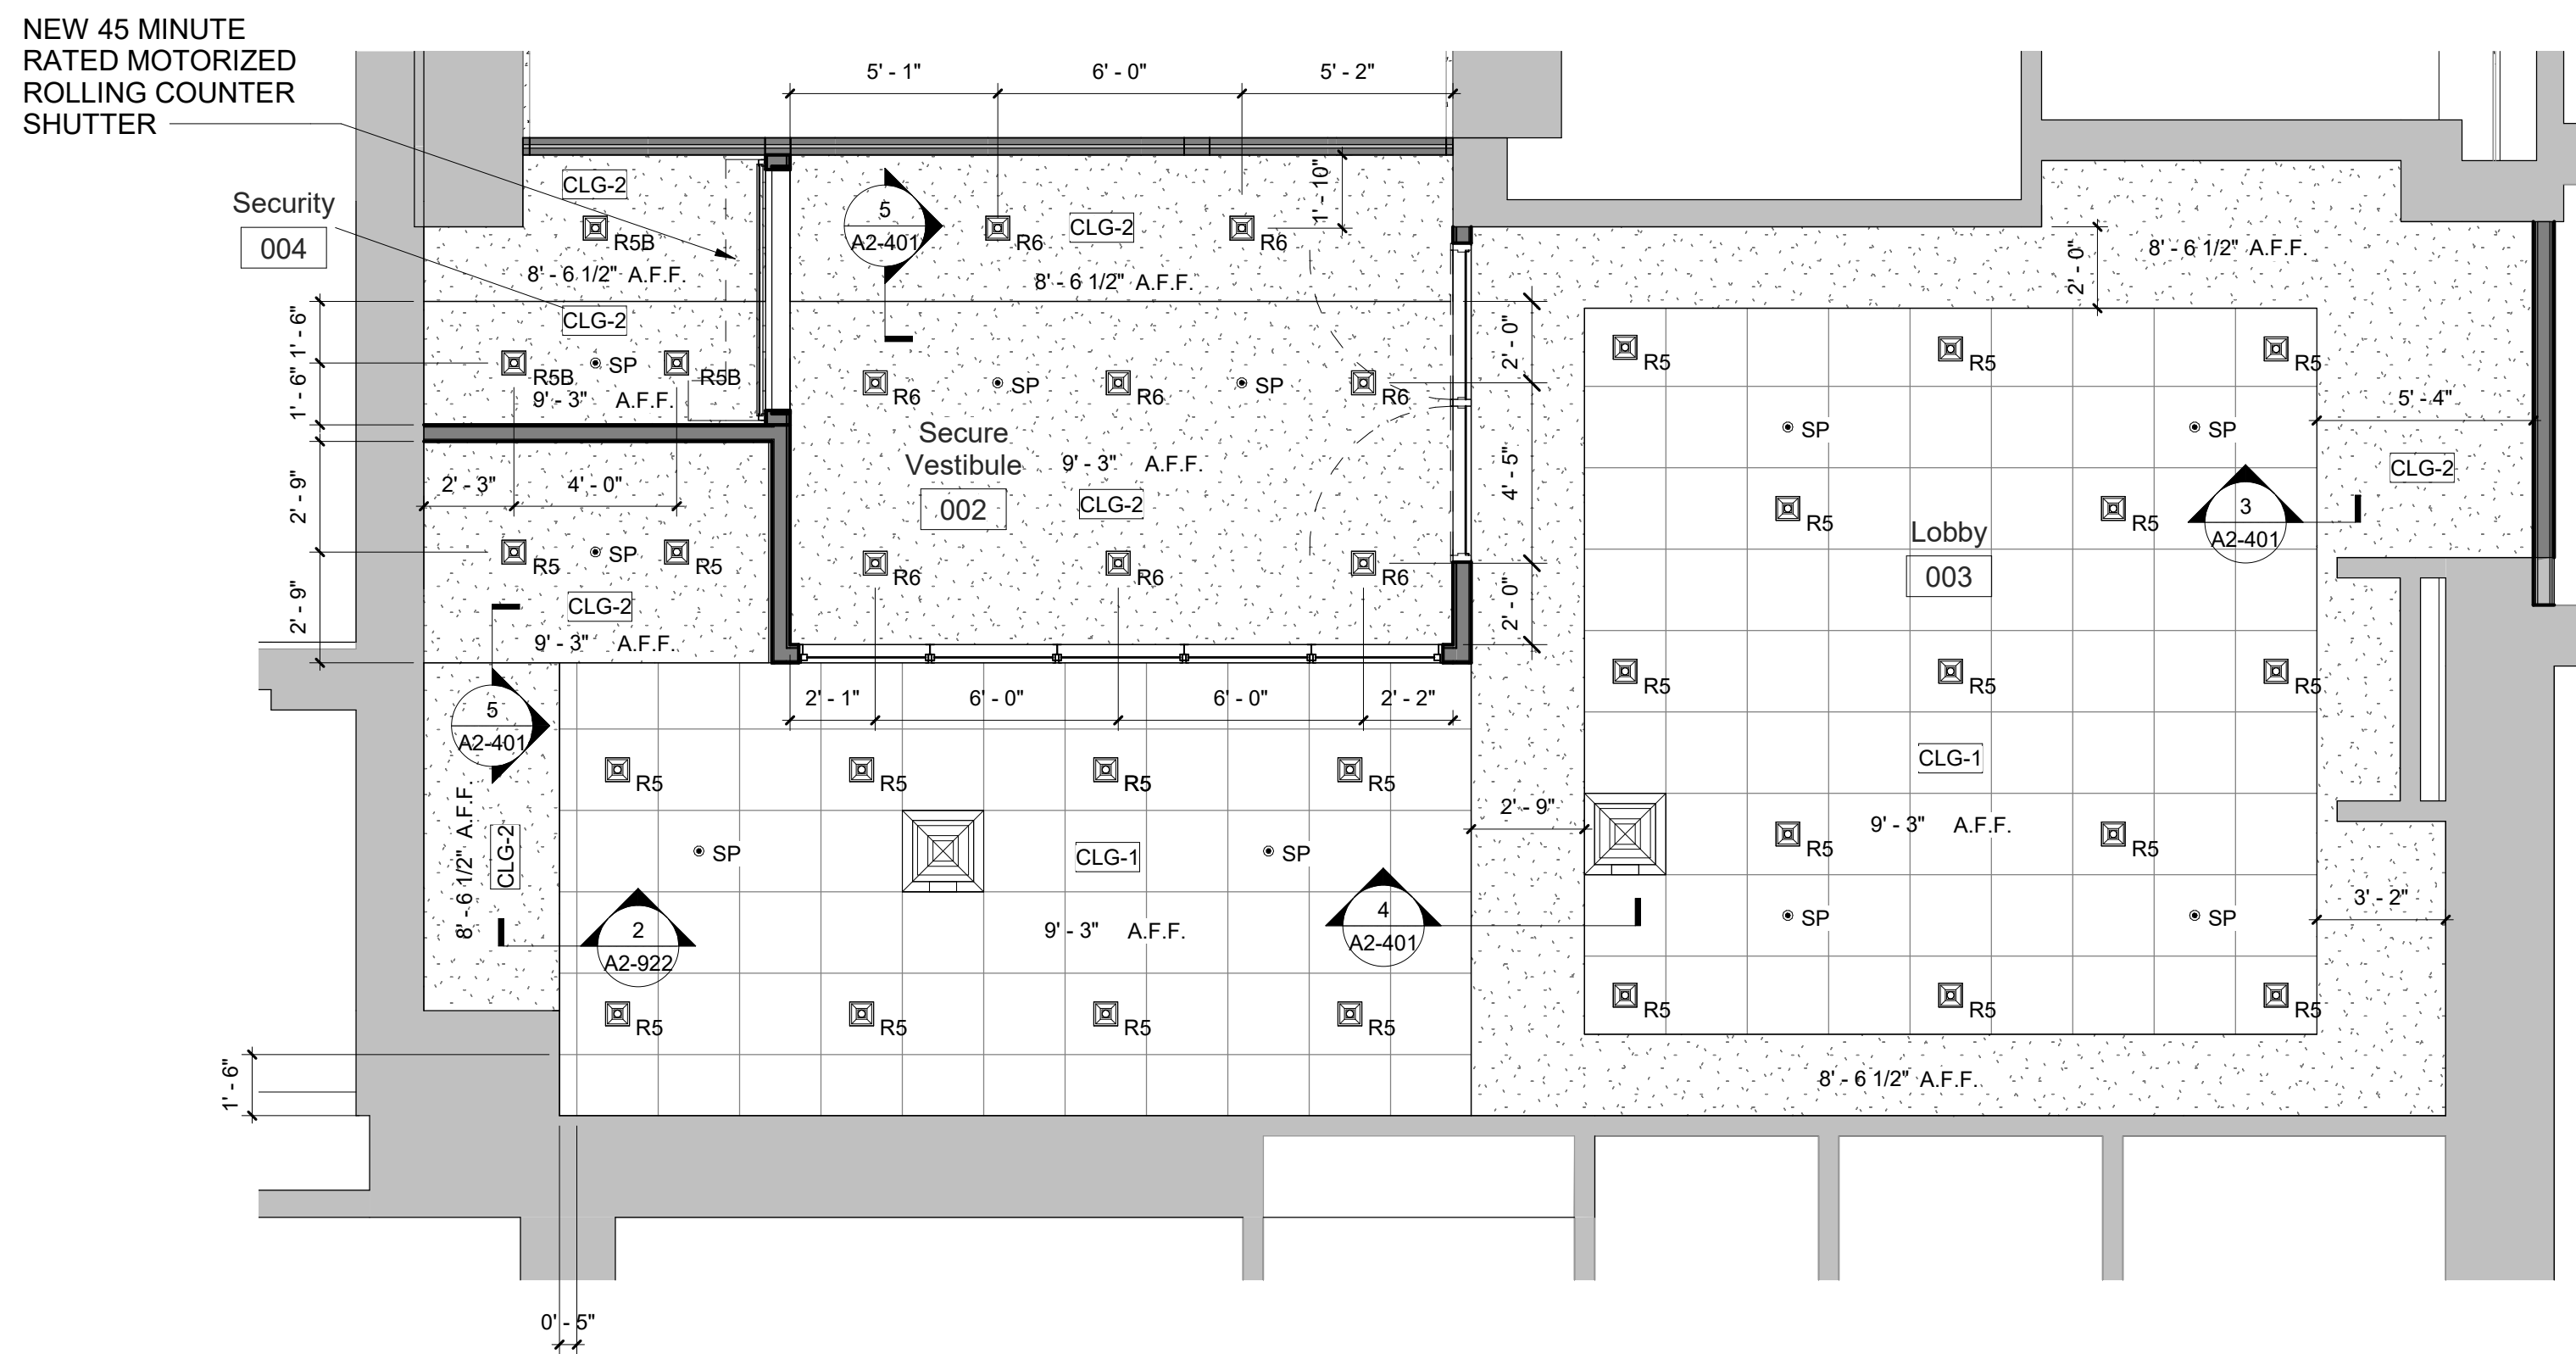 NEW 45 MINUTE
RATED MOTORIZED
ROLLING COUNTER
SHUTTER
5' - 1"
6' - 0"
5' - 2"
Security
004
CLG-2
R5B
8' - 6 1/2" A.F.F.
CLG-2
R5B
SP
R5B
9' - 3" A.F.F.
1' - 6"
1' - 6"
2' - 9"
2' - 9"
2' - 3"
4' - 0"
R5
SP
R5
CLG-2
9' - 3" A.F.F.
5
A2-401
R6
CLG-2
R6
1' - 10"
8' - 6 1/2" A.F.F.
R6
SP
R6
SP
R6
Secure
Vestibule
002
9' - 3" A.F.F.
CLG-2
R6
R6
R6
2' - 0"
4' - 5"
2' - 0"
2' - 1"
6' - 0"
6' - 0"
2' - 2"
5
A2-401
8' - 6 1/2" A.F.F.
CLG-2
R5
R5
R5
R5
SP
CLG-1
SP
9' - 3" A.F.F.
2
A2-922
4
A2-401
R5
R5
R5
R5
1' - 6"
0' - 5"
2' - 0"
8' - 6 1/2" A.F.F.
R5
R5
R5
5' - 4"
SP
SP
CLG-2
R5
R5
3
A2-401
Lobby
003
R5
R5
R5
CLG-1
2' - 9"
R5
9' - 3" A.F.F.
R5
3' - 2"
SP
SP
R5
R5
R5
8' - 6 1/2" A.F.F.